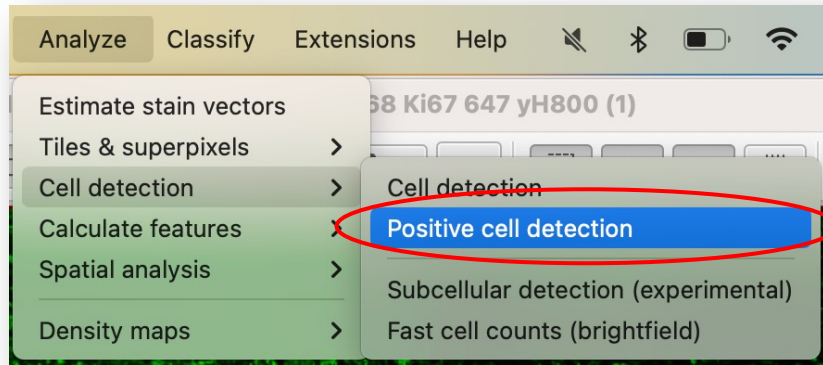 Analyze Classify Extensions Help
68 Ki67 647 yH800 (1)
Estimate stain vectors
Tiles & superpixels
Cell detection
Calculate features
Spatial analysis
Density maps
Cell detection
Positive cell detection
Subcellular detection (experimental)
Fast cell counts (brightfield)